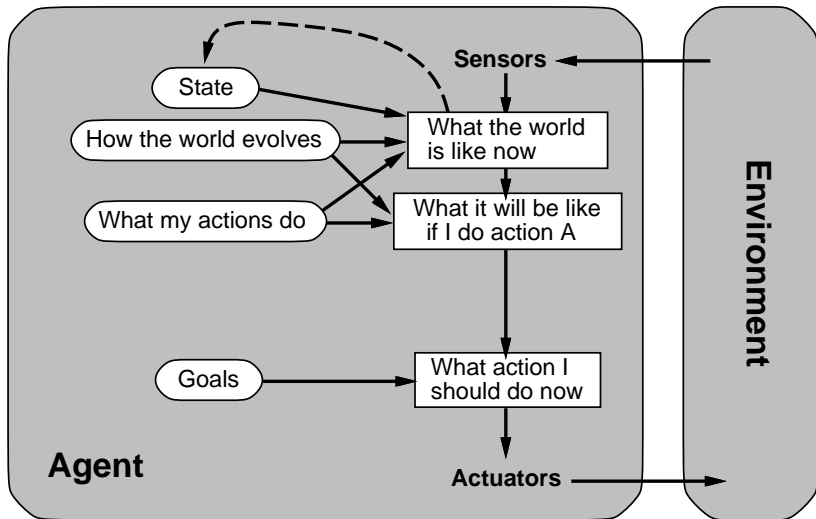 Sensors
State
What the world
is like now
How the world evolves
What my actions do
What it will be like
if I do action A
Goals
What action I
should do now
Agent
Actuators
Environment